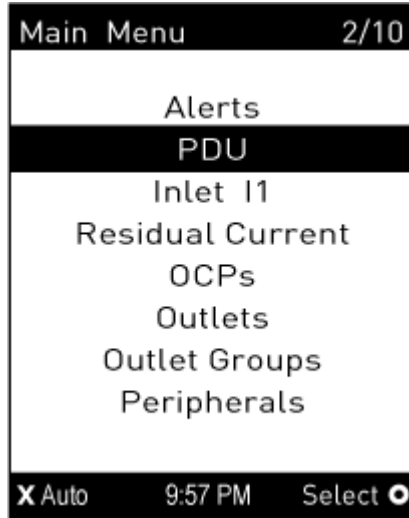 Main Menu 2/10
Alerts
PDU
Inlet I1
Residual Current
OCPs
Outlets
Outlet Groups
Peripherals
X Auto 9:57 PM Select